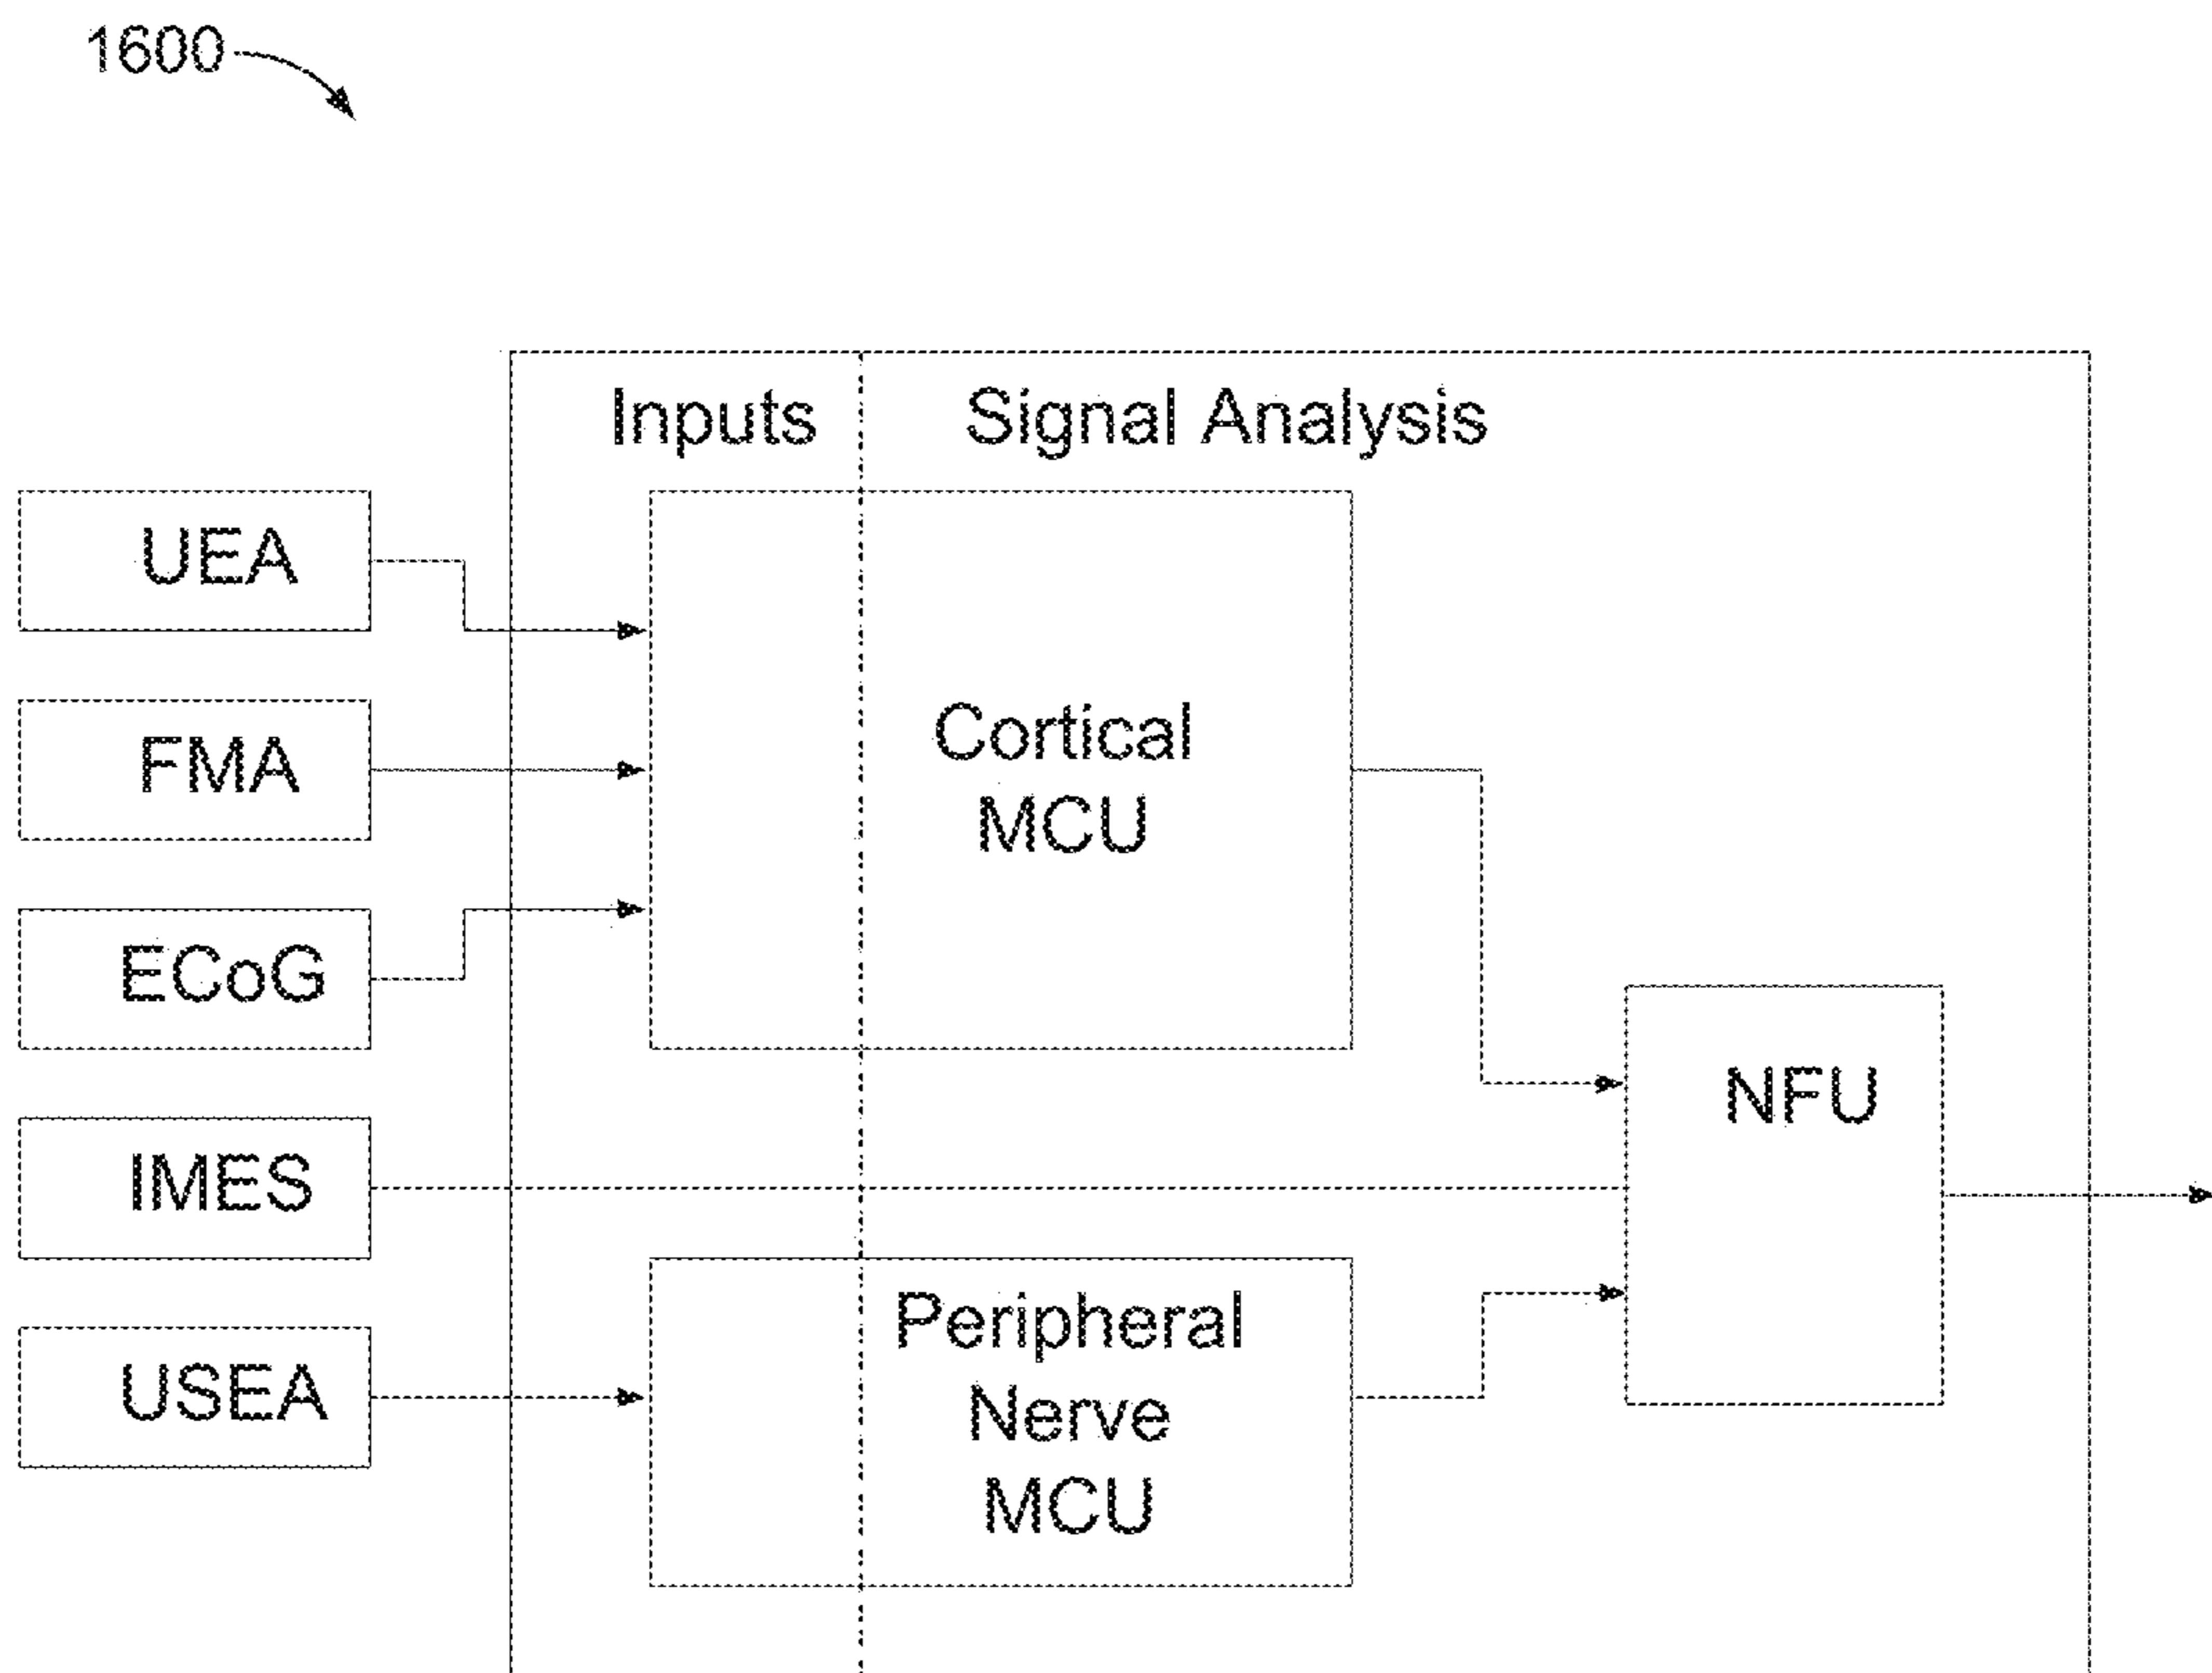 1600
Inputs
Signal Analysis
UEA
FMA
ECoG
IMES
USEA
Cortical
MCU
Peripheral
Nerve
MCU
NFU